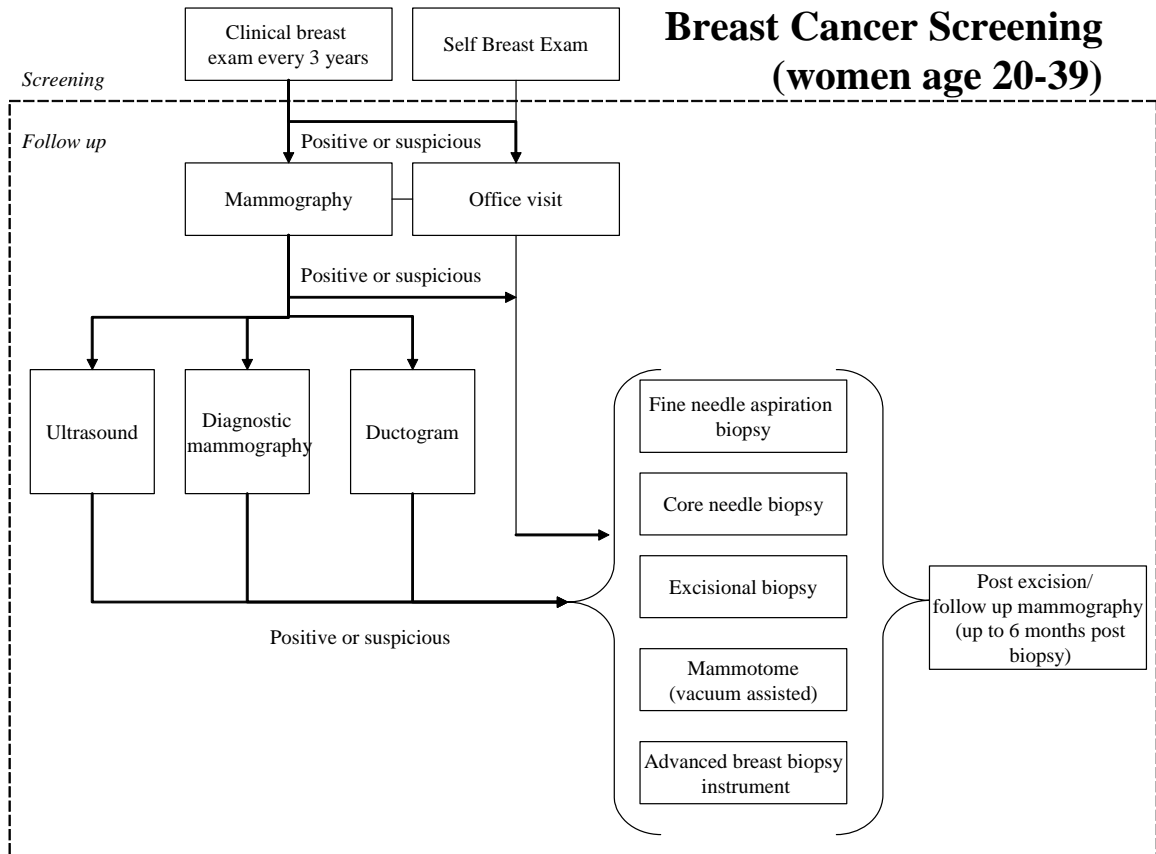 Breast Cancer Screening
(women age 20-39)
Clinical breast
exam every 3 years
Self Breast Exam
Screening
Follow up
Positive or suspicious
Mammography
Office visit
Positive or suspicious
Ultrasound
Diagnostic
mammography
Ductogram
Positive or suspicious
Fine needle aspiration
biopsy
Core needle biopsy
Excisional biopsy
Mammotome
(vacuum assisted)
Advanced breast biopsy
instrument
Post excision/
follow up mammography
(up to 6 months post
biopsy)